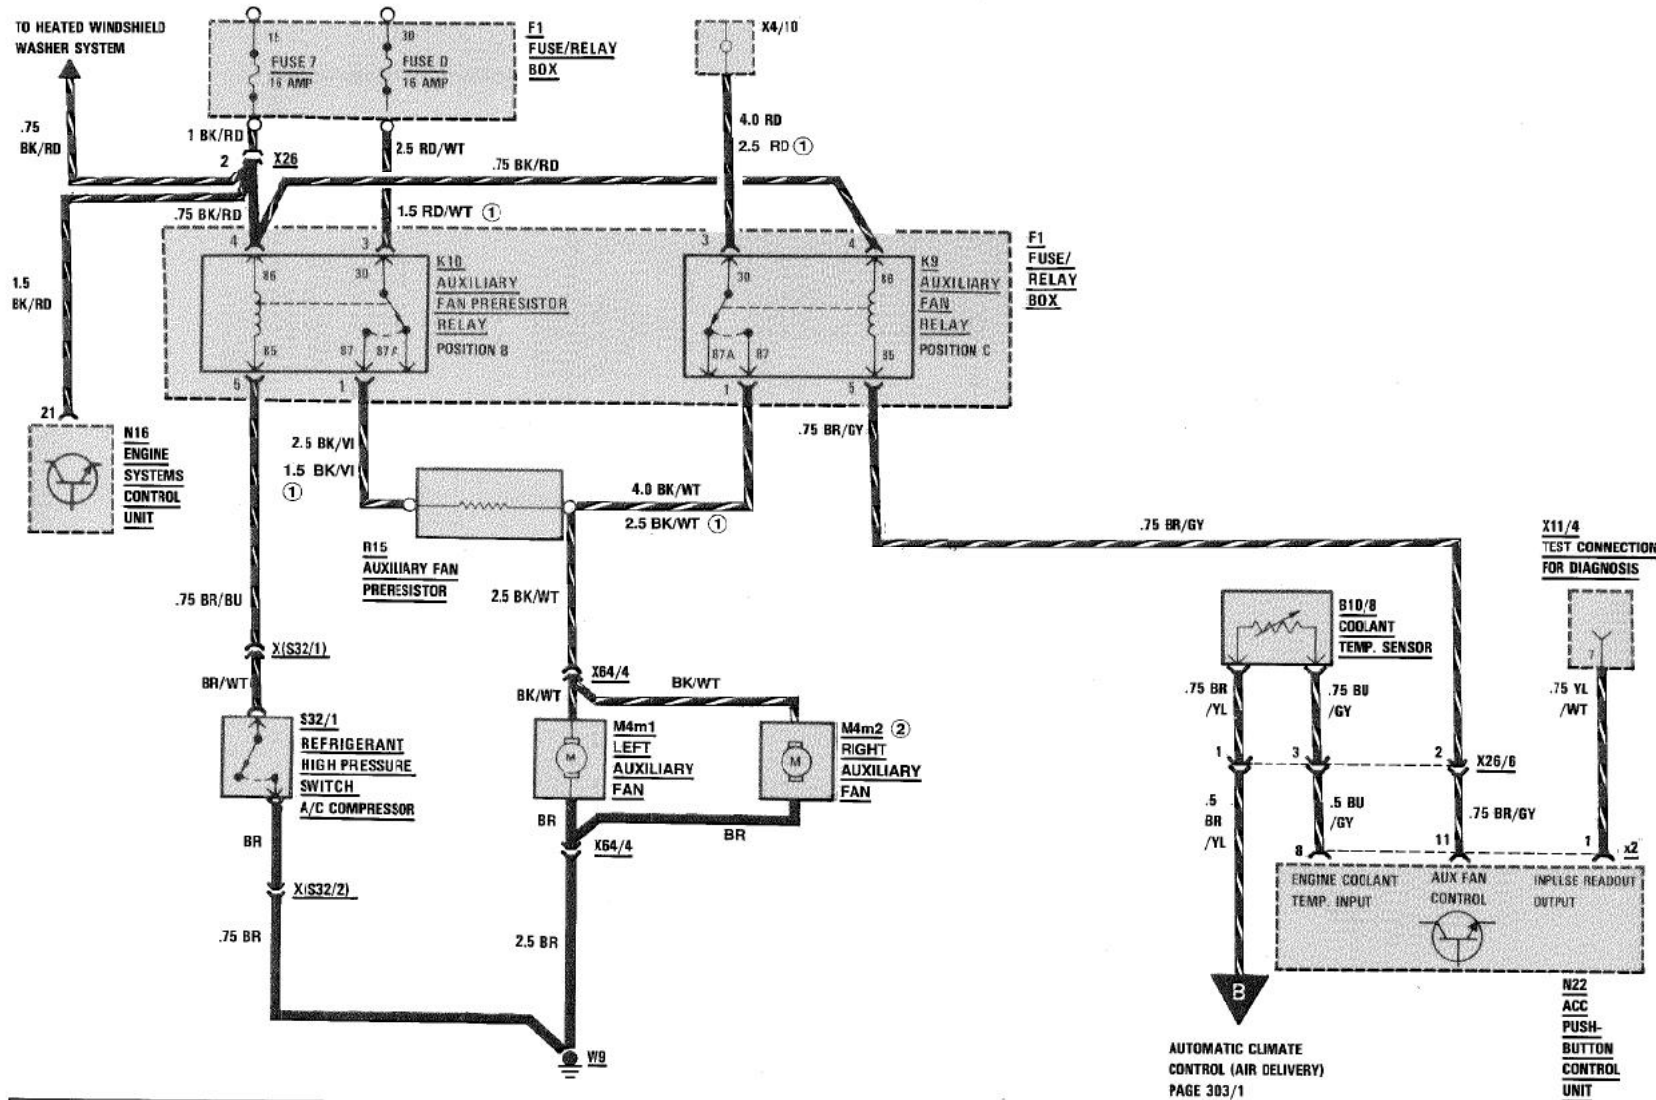 TO HEATED WINDSHIELD
WASHER SYSTEM
.75
BK/RD
15
FUSE 7
16 AMP
30
FUSE D
16 AMP
F1
FUSE/RELAY
BOX
X4/10
1 BK/RD
2
X26
2.5 RD/WT
4.0 RD
2.5 RD ①
.75 BK/RD
.75 BK/RD
1.5 RD/WT ①
1.5
BK/RD
4
3
86
30
85
87
87A
5
1
K10
AUXILIARY
FAN PRERESISTOR
RELAY
POSITION B
3
4
30
86
87A
87
85
1
5
K9
AUXILIARY
FAN
RELAY
POSITION C
F1
FUSE/
RELAY
BOX
21
N16
ENGINE
SYSTEMS
CONTROL
UNIT
2.5 BK/VI
1.5 BK/VI
①
.75 BR/GY
4.0 BK/WT
2.5 BK/WT ①
R15
AUXILIARY FAN
PRERESISTOR
.75 BR/GY
X11/4
TEST CONNECTION
FOR DIAGNOSIS
7
.75 BR/BU
2.5 BK/WT
B10/8
COOLANT
TEMP. SENSOR
X(S32/1)
BR/WT
X64/4
BK/WT
BK/WT
.75 BR
/YL
.75 BU
/GY
.75 YL
/WT
S32/1
REFRIGERANT
HIGH PRESSURE
SWITCH
A/C COMPRESSOR
M4m1
LEFT
AUXILIARY
FAN
M
M4m2 ②
RIGHT
AUXILIARY
FAN
M
1
3
2
X26/6
BR
BR
BR
X64/4
.5
BR
/YL
.5 BU
/GY
.75 BR/GY
X(S32/2)
8
11
1
x2
ENGINE COOLANT
TEMP. INPUT
AUX FAN
CONTROL
INPULSE READOUT
OUTPUT
.75 BR
2.5 BR
B
N22
ACC
PUSH-
BUTTON
CONTROL
UNIT
W9
AUTOMATIC CLIMATE
CONTROL (AIR DELIVERY)
PAGE 303/1